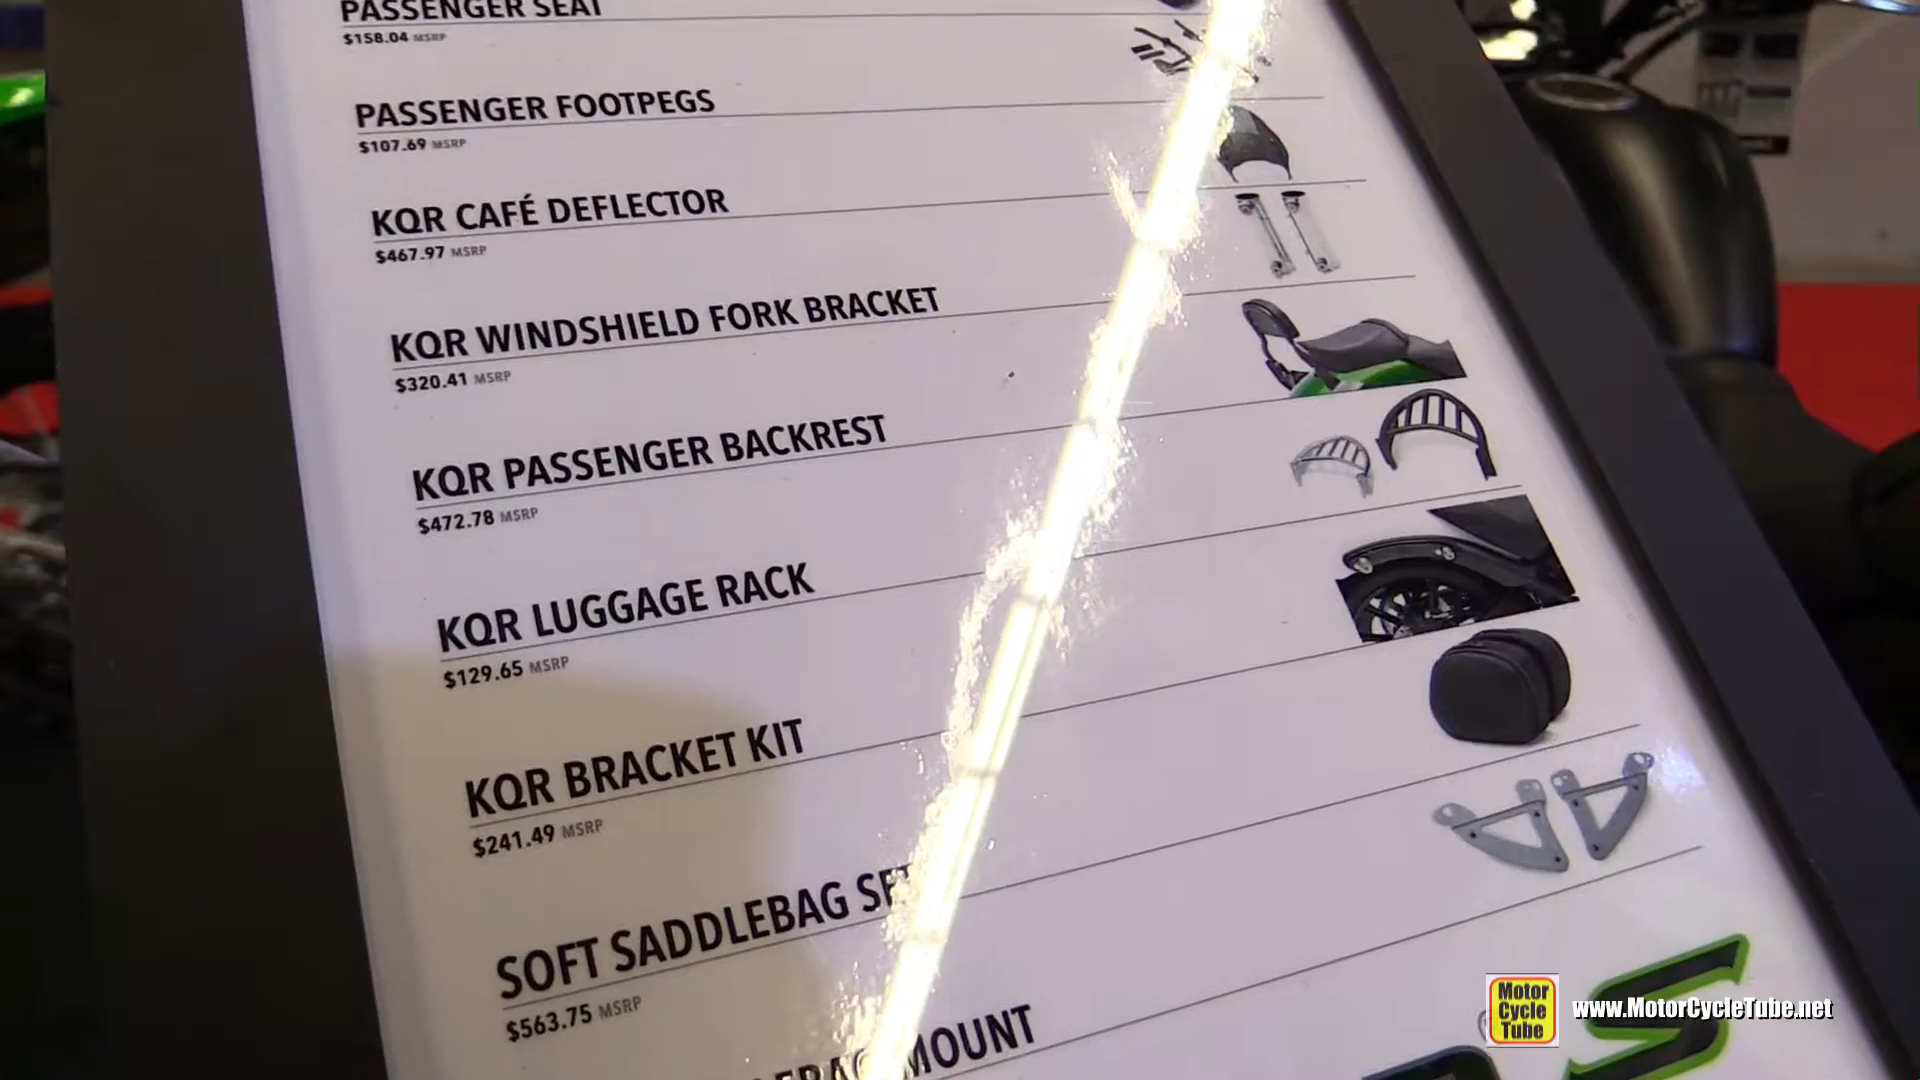 PASSENGER SEAT
$158.04 MSRP
PASSENGER FOOTPEGS
$107.69 MSRP
KQR CAFÉ DEFLECTOR
$467.97 MSRP
KQR WINDSHIELD FORK BRACKET
$320.41 MSRP
KQR PASSENGER BACKREST
$472.78 MSRP
KQR LUGGAGE RACK
$129.65 MSRP
KQR BRACKET KIT
$241.49 MSRP
SOFT SADDLEBAG SET
$563.75 MSRP
MOUNT
S
Motor
Cycle
Tube
www.MotorCycleTube.net